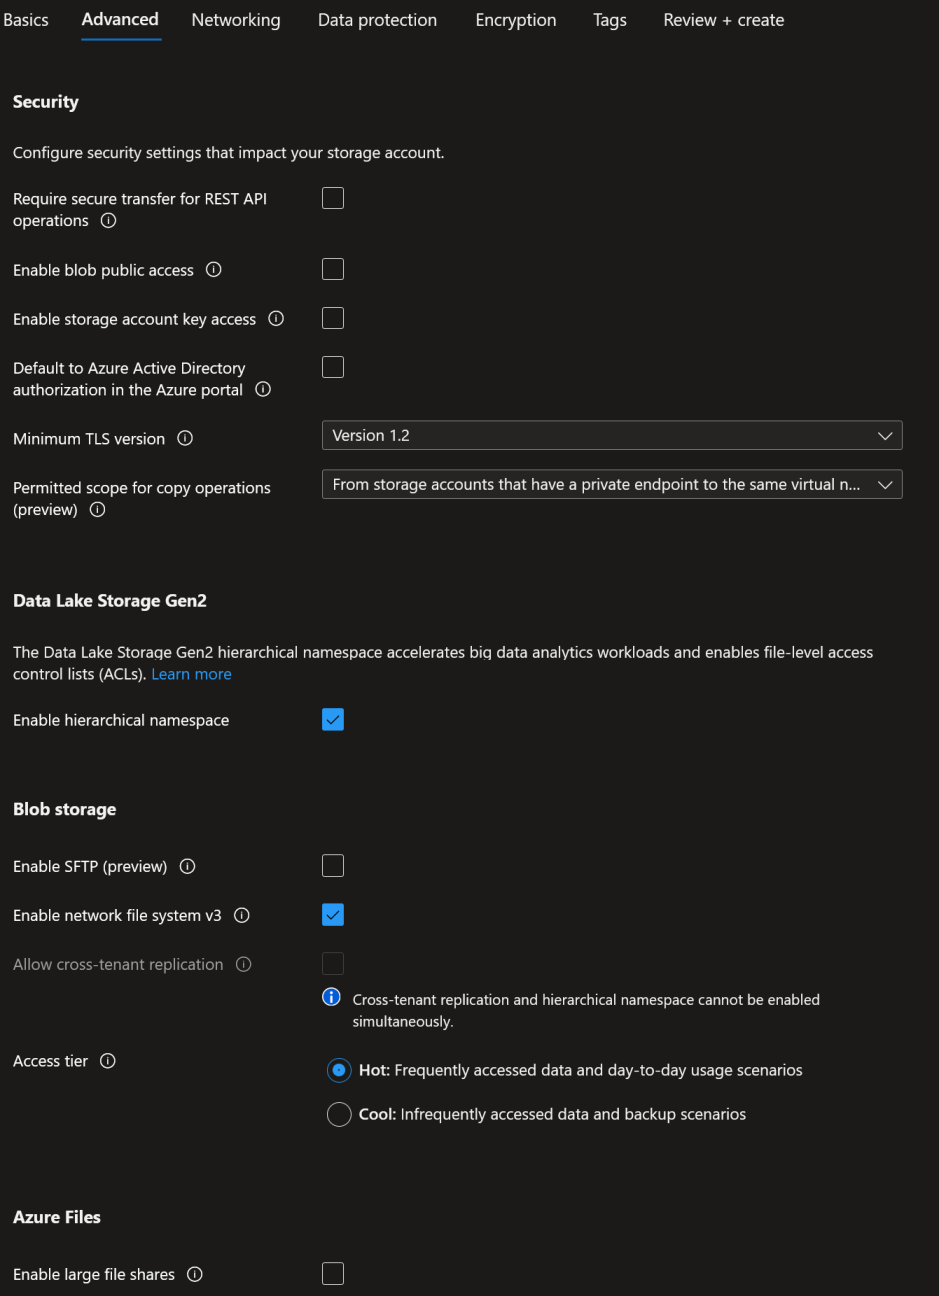 Basics Advanced Networking Data protection Encryption Tags Review + create
Security
Configure security settings that impact your storage account.
Require secure transfer for REST API
operations
Enable blob public access
Enable storage account key access
Default to Azure Active Directory
authorization in the Azure portal
Minimum TLS version
Version 1.2
Permitted scope for copy operations
(preview)
From storage accounts that have a private endpoint to the same virtual n...
Data Lake Storage Gen2
The Data Lake Storage Gen2 hierarchical namespace accelerates big data analytics workloads and enables file-level access
control lists (ACLs). Learn more
Enable hierarchical namespace
Blob storage
Enable SFTP (preview)
Enable network file system v3
Allow cross-tenant replication
Cross-tenant replication and hierarchical namespace cannot be enabled
simultaneously.
Access tier
Hot: Frequently accessed data and day-to-day usage scenarios
Cool: Infrequently accessed data and backup scenarios
Azure Files
Enable large file shares